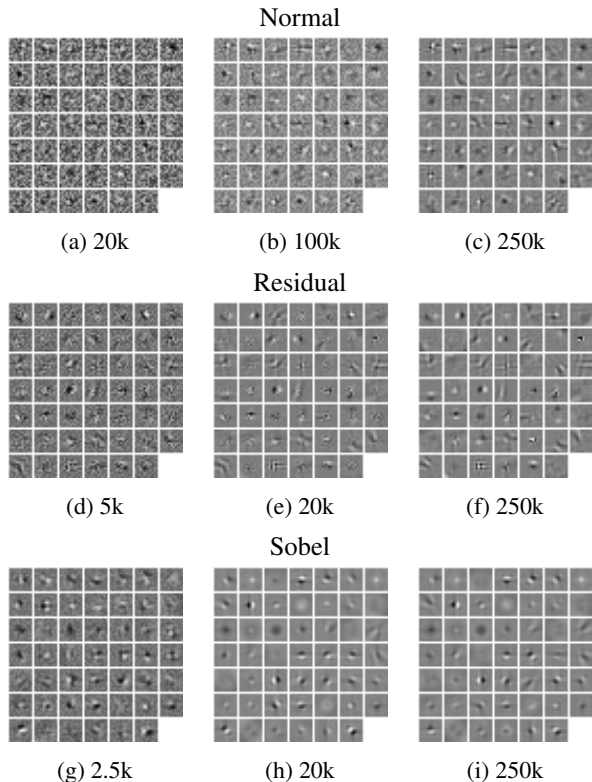 Normal
(a) 20k (b) 100k (c) 250k
Residual
(d) 5k (e) 20k (f) 250k
Sobel
(g) 2.5k (h) 20k (i) 250k